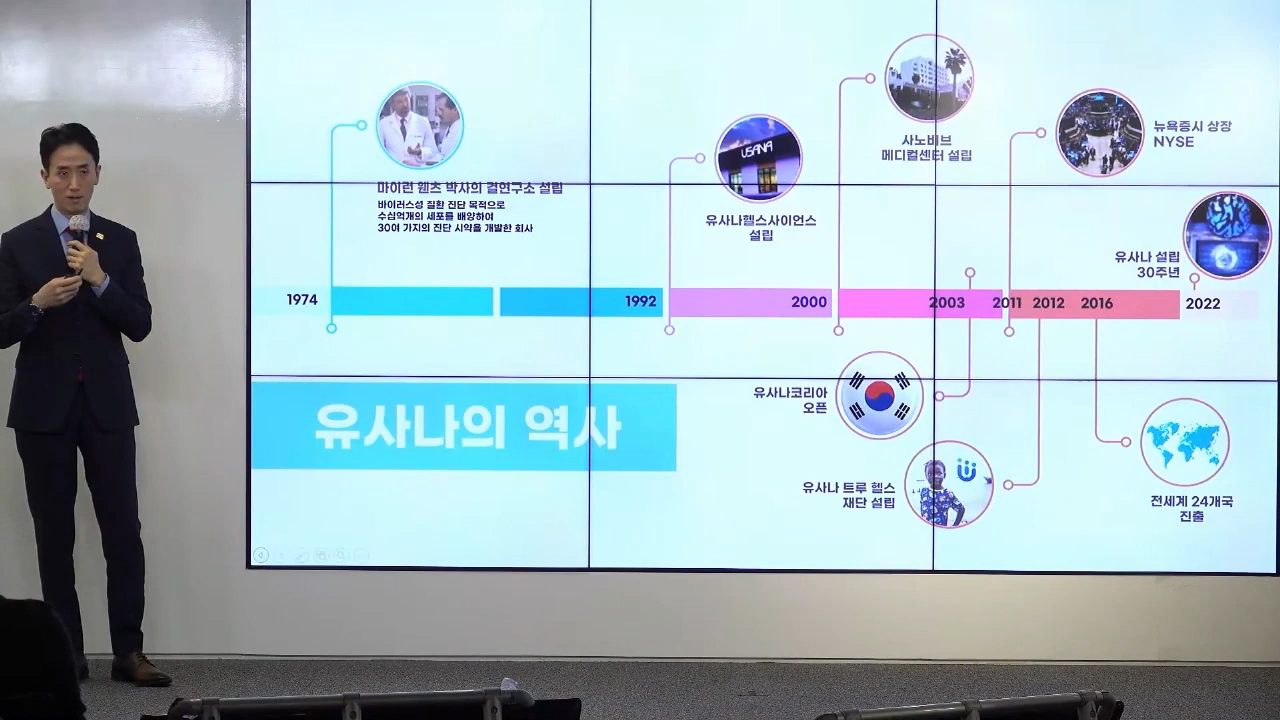 마이런 웬츠 박사의 걸연구소 설립
바이러스성 질환 진단 목적으로
수십억개의 세포를 배양하여
30여 가지의 진단 시약을 개발한 회사
USANA
유사나헬스사이언스
설립
사노비브
메디컬센터 설립
뉴욕증시 상장
NYSE
유사나 설립
30주년
1974
1992
2000
2003
2011
2012
2016
2022
유사나의 역사
유사나코리아
오픈
유사나 트루 헬스
재단 설립
전세계 24개국
진출